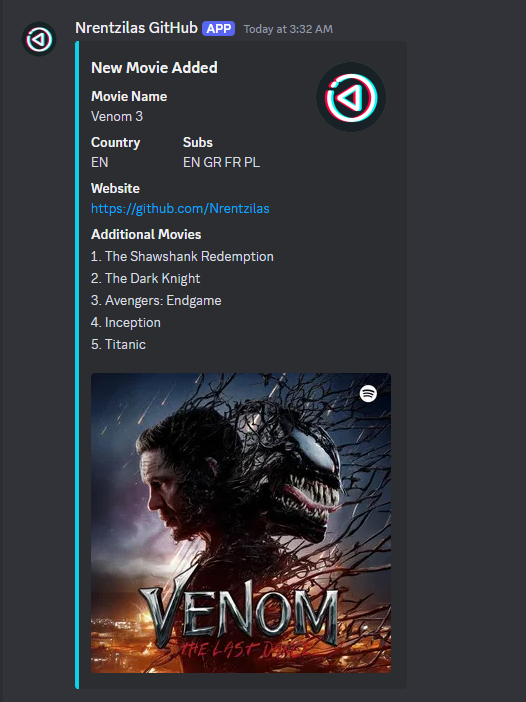 Nrentzilas GitHub APP Today at 3:32 AM
New Movie Added
Movie Name
Venom 3
Country Subs
EN EN GR FR PL
Website
https://github.com/Nrentzilas
Additional Movies
1. The Shawshank Redemption
2. The Dark Knight
3. Avengers: Endgame
4. Inception
5. Titanic
VENOM
THE LAST DANCE